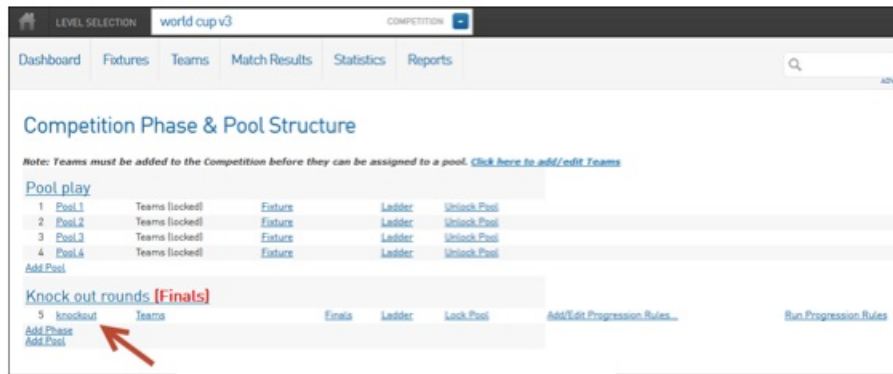 LEVEL SELECTION world cup v3 COMPETITION
Dashboard Fixtures Teams Match Results Statistics Reports
Competition Phase & Pool Structure
Note: Teams must be added to the Competition before they can be assigned to a pool. Click here to add/edit Teams
Pool play
1 Pool 1 Teams (locked) Fixture Ladder Unlock Pool
2 Pool 2 Teams (locked) Fixture Ladder Unlock Pool
3 Pool 3 Teams (locked) Fixture Ladder Unlock Pool
4 Pool 4 Teams (locked) Fixture Ladder Unlock Pool
Add Pool
Knock out rounds (Finals)
5 knockout Teams Finals Ladder Lock Pool Add/Edit Progression Rules... Run Progression Rules
Add Phase
Add Pool